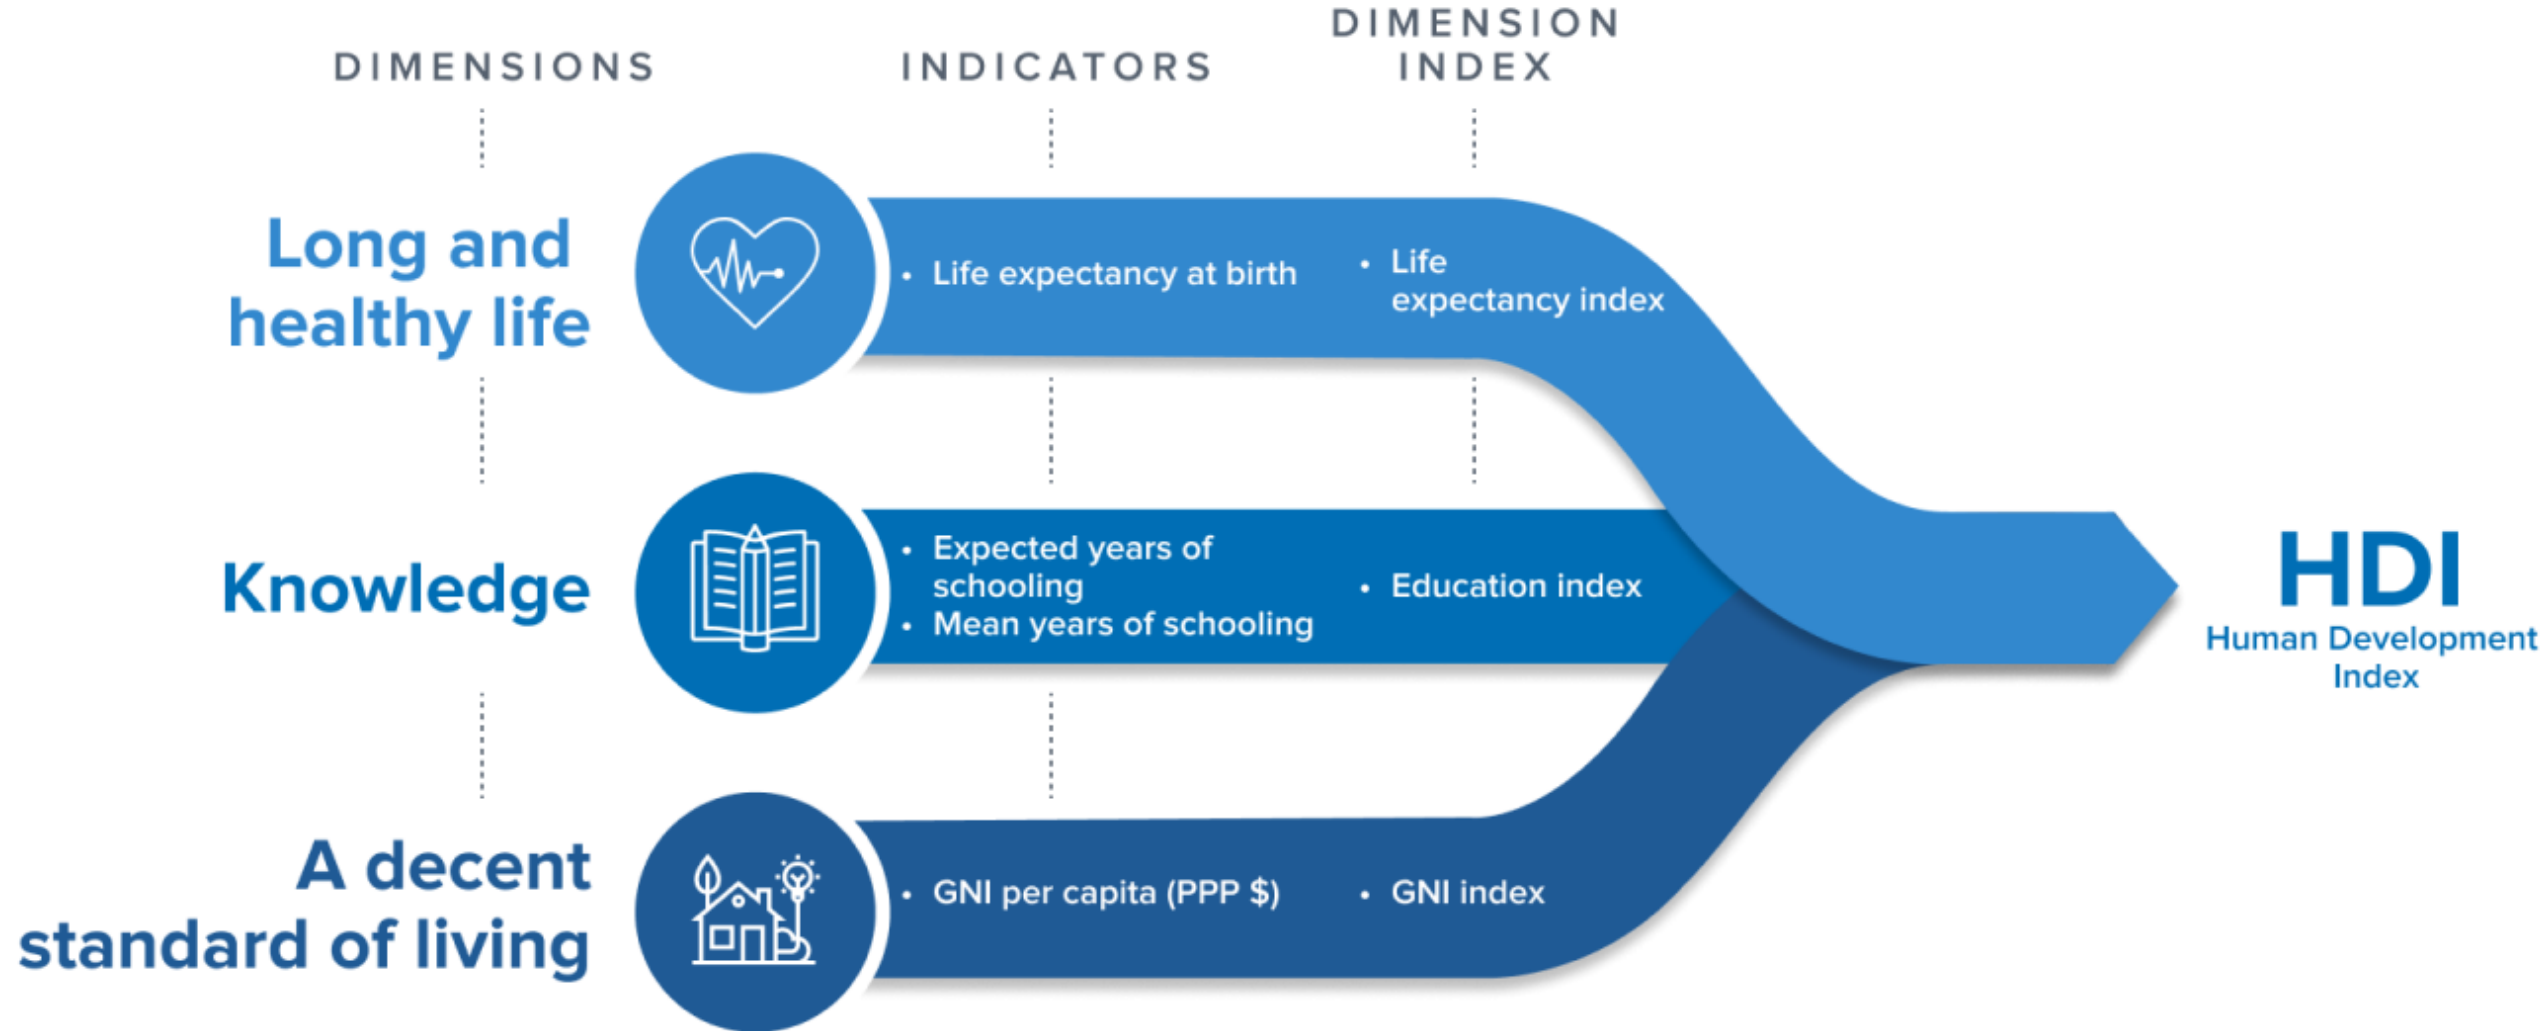 DIMENSIONS
INDICATORS
DIMENSION
INDEX
Long and
healthy life
• Life expectancy at birth
• Life
expectancy index
Knowledge
• Expected years of
schooling
• Mean years of schooling
• Education index
A decent
standard of living
• GNI per capita (PPP $)
• GNI index
HDI
Human Development
Index